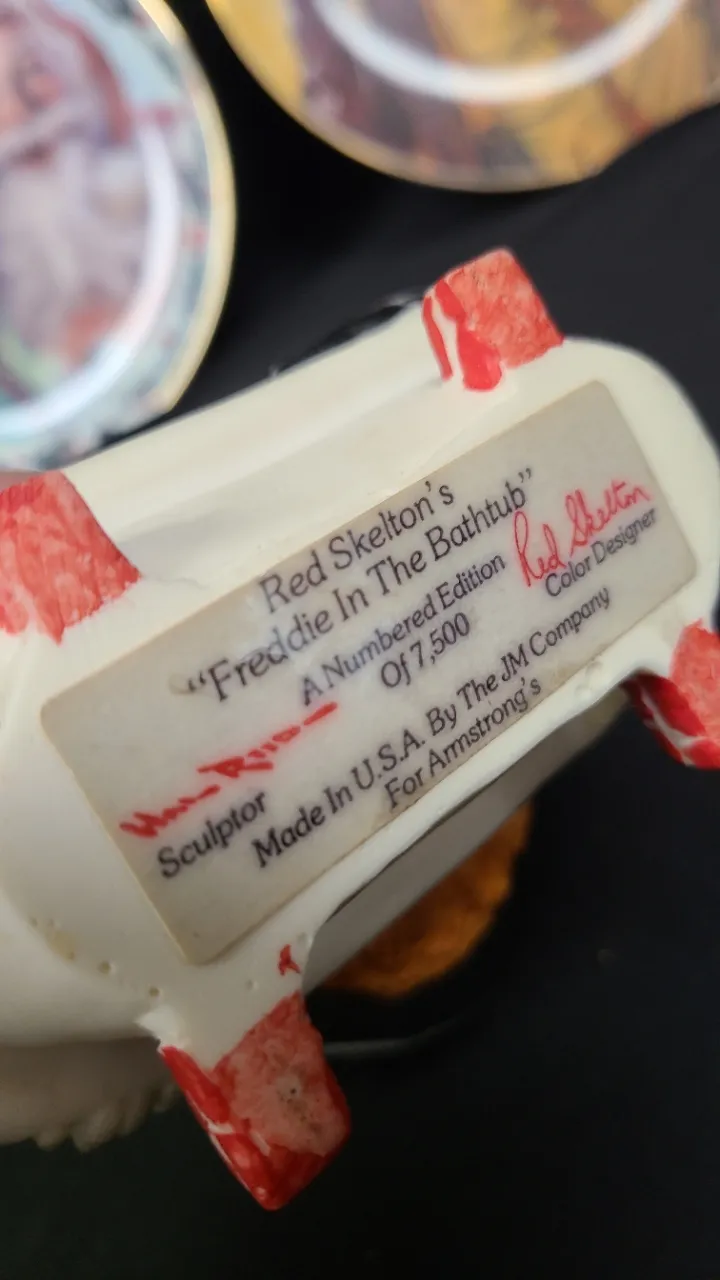 Red Skelton's
“Freddie In The Bathtub”
A Numbered Edition
Of 7,500
Red Skelton
Color Designer
Sculptor
Made In U.S.A. By The JM Company
For Armstrong's